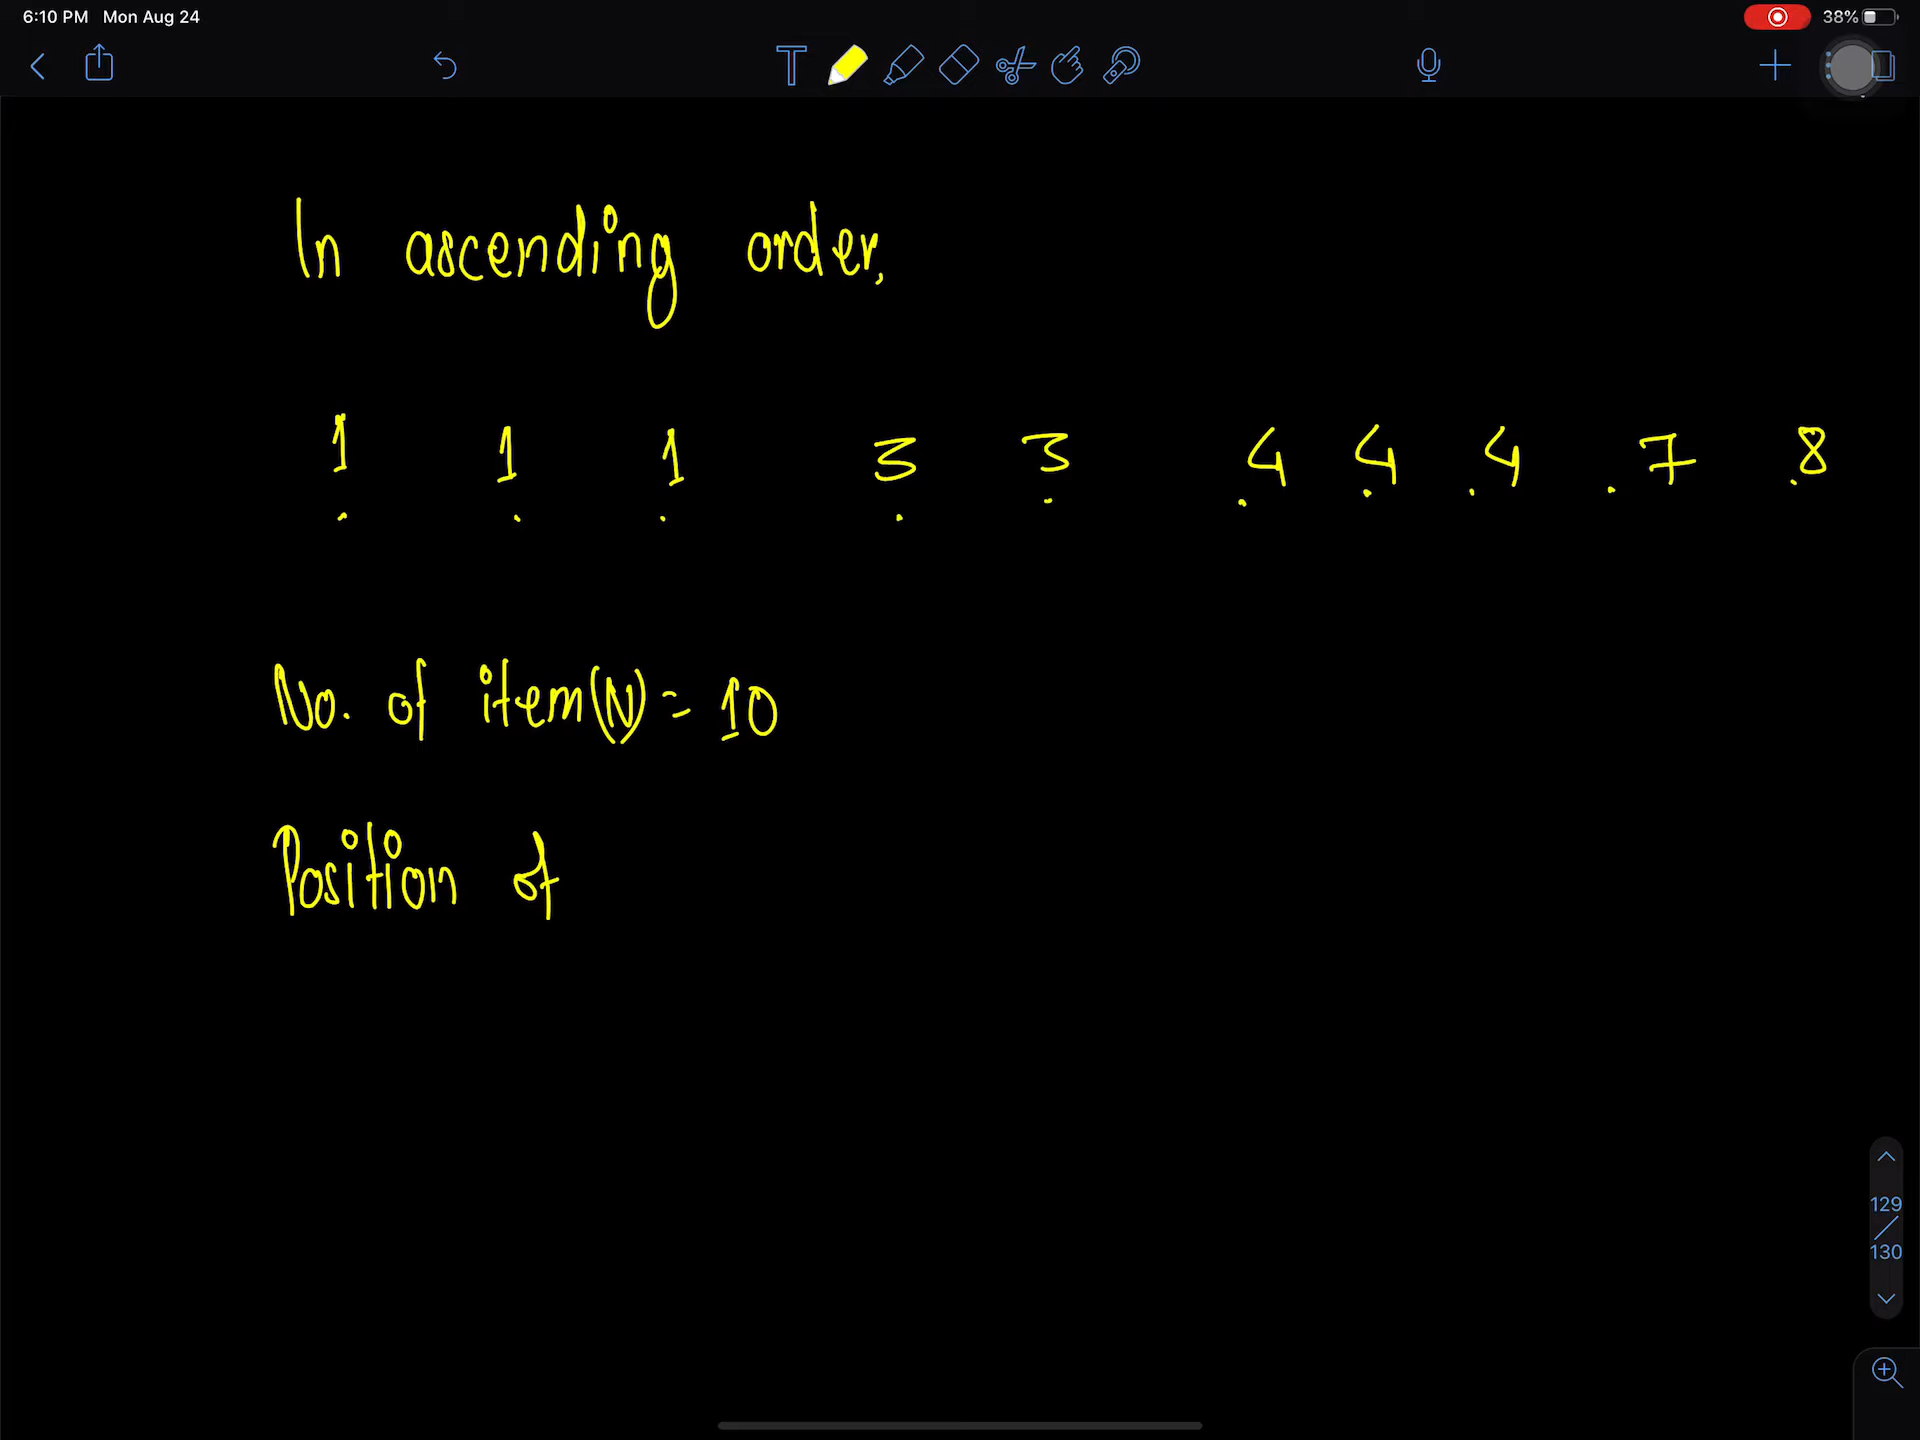 6:10 PM Mon Aug 24
38%
In ascending order,
1 1 1 3 3 4 4 4 7 8
No. of item(N) = 10
Position of
129
130